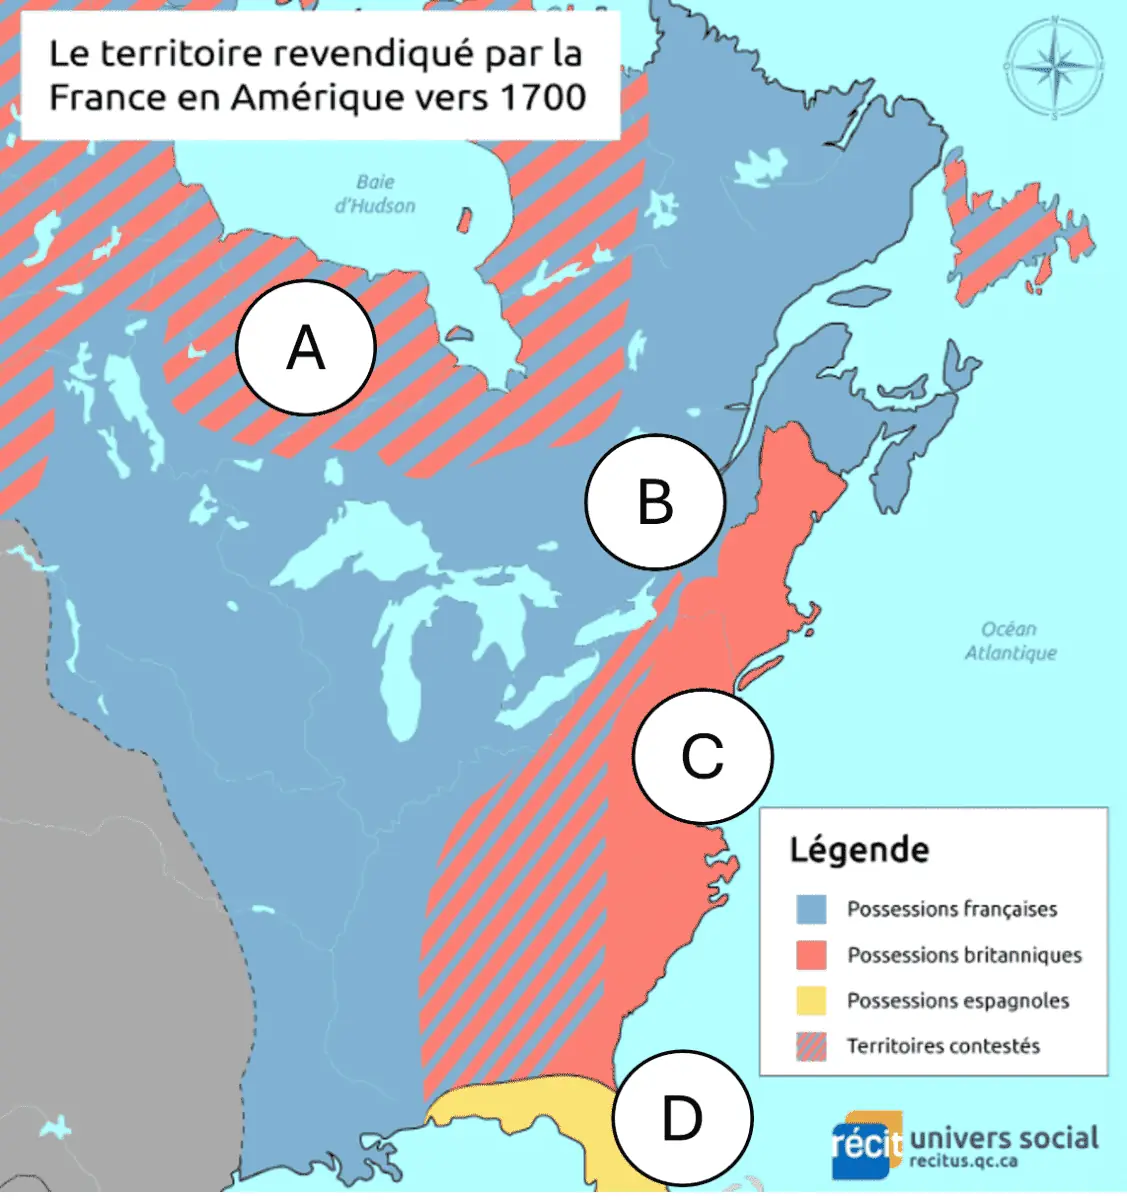 Le territoire revendiqué par la
France en Amérique vers 1700
N
S
Baie
d'Hudson
A
B
Océan
Atlantique
C
Légende
Possessions françaises
Possessions britanniques
Possessions espagnoles
Territoires contestés
D
récit
univers social
recitus.qc.ca